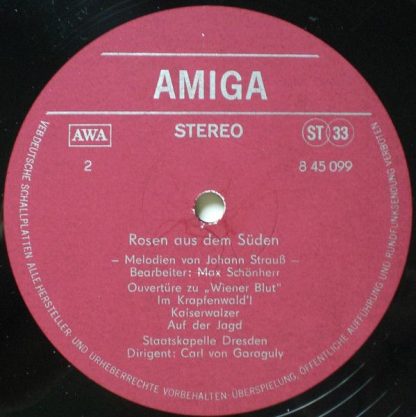 AMIGA
AWA
STEREO
ST 33
2
8 45 099
Rosen aus dem Süden
— Melodien von Johann Strauß —
Bearbeiter: Max Schönherr
Ouvertüre zu „Wiener Blut"
Im Krapfenwald'l
Kaiserwalzer
Auf der Jagd
Staatskapelle Dresden
Dirigent: Carl von Garaguly
VEB DEUTSCHE SCHALLPLATTEN ALLE HERSTELLER- UND URHEBERRECHTE VORBEHALTEN · ÜBERSPIELUNG, ÖFFENTLICHE AUFFÜHRUNG UND RUNDFUNKSENDUNG VERBOTEN